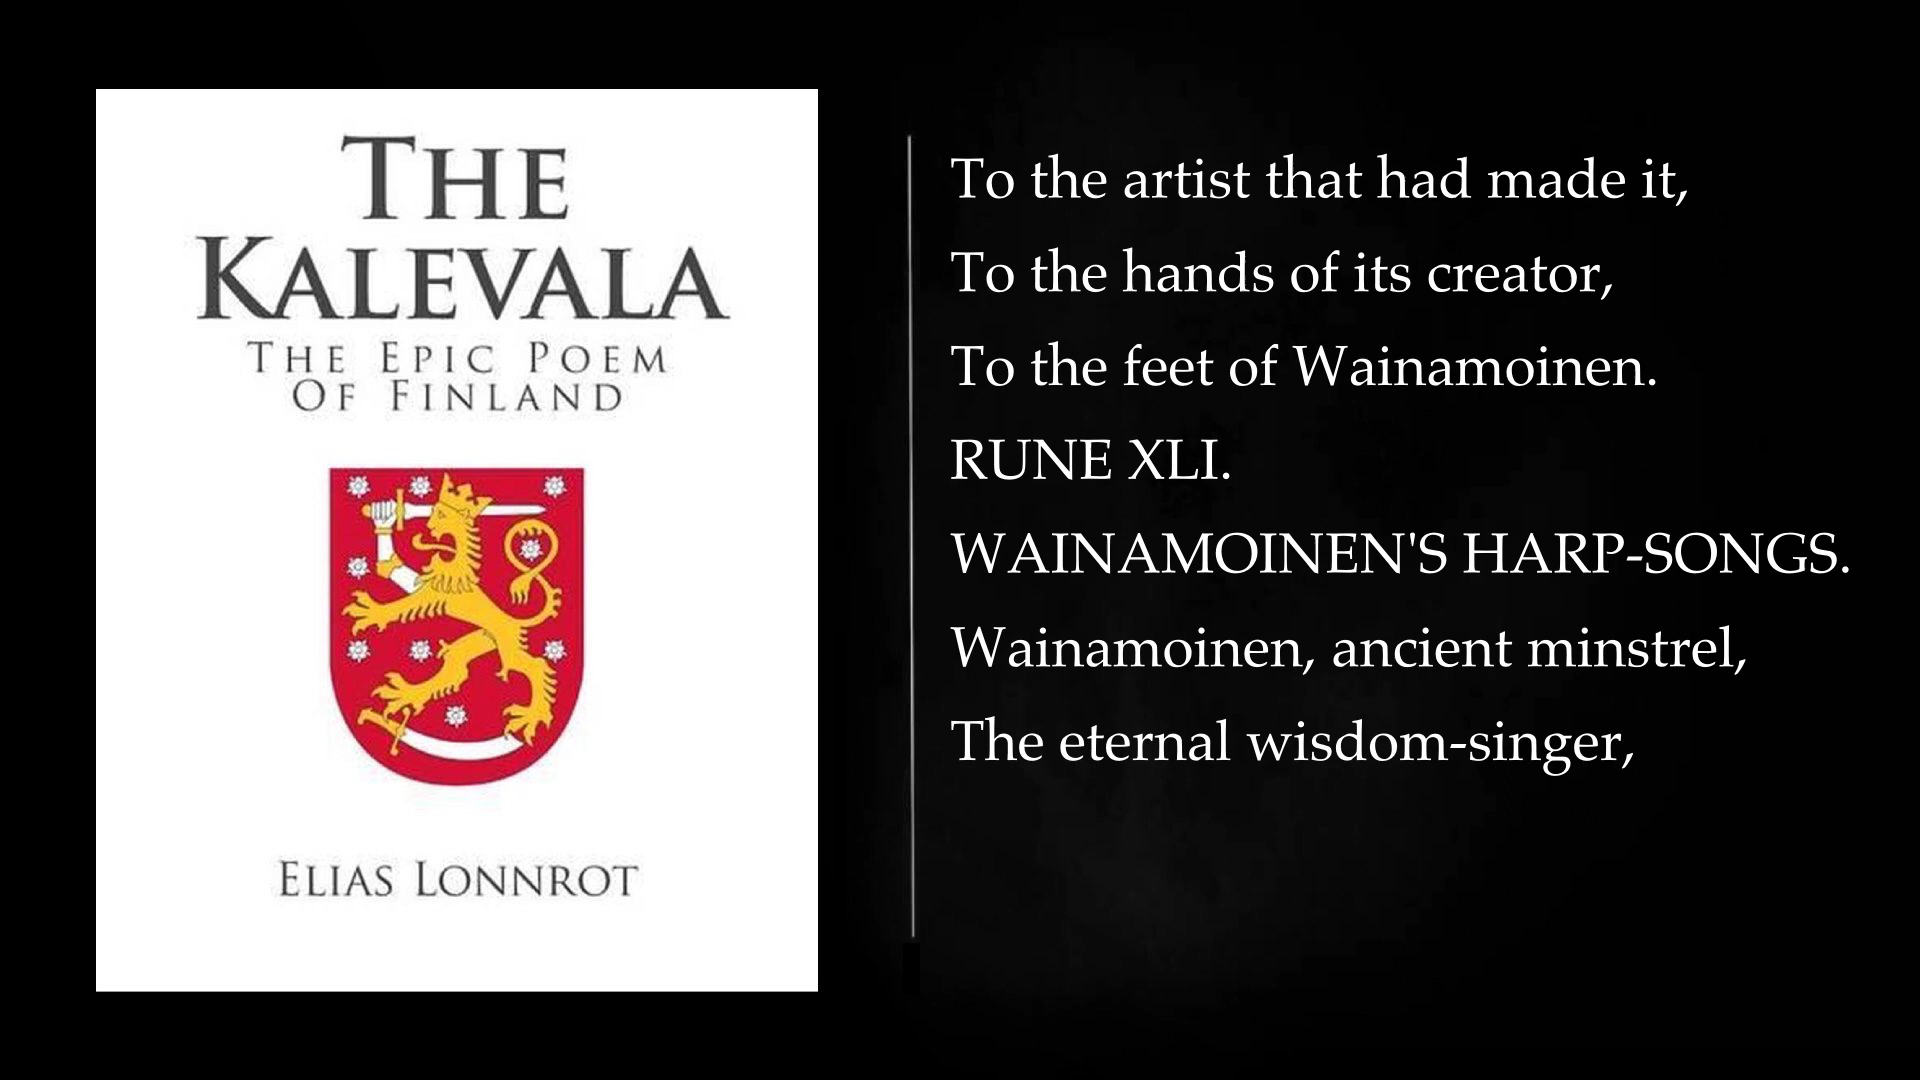 THE
KALEVALA
THE EPIC POEM
OF FINLAND
ELIAS LONNROT
To the artist that had made it,
To the hands of its creator,
To the feet of Wainamoinen.
RUNE XLI.
WAINAMOINEN'S HARP-SONGS.
Wainamoinen, ancient minstrel,
The eternal wisdom-singer,